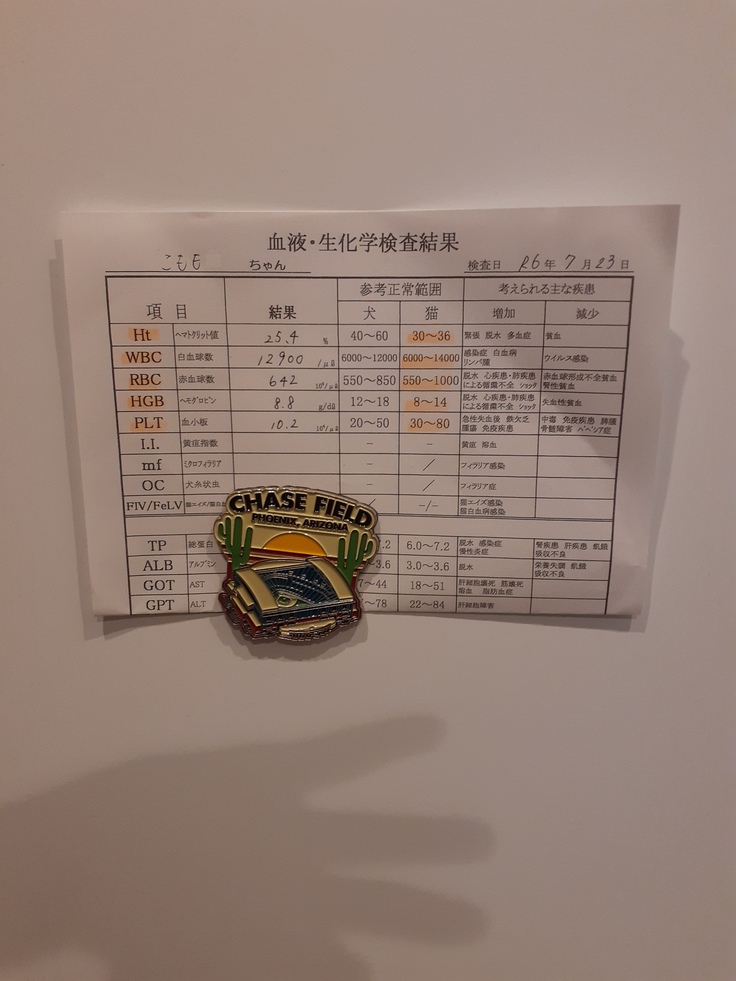 血液・生化学検査結果
こもも ちゃん 検査日 R6年 7月 23日
項目 結果 参考正常範囲 考えられる主な疾患
犬 猫 増加 減少
Ht ヘマトクリット値 25.4 % 40～60 30～36 緊張 脱水 多血症 貧血
WBC 白血球数 12900 /μℓ 6000～12000 6000～14000 感染症 白血病 リンパ腫 ウイルス感染
RBC 赤血球数 642 10⁴/μℓ 550～850 550～1000 脱水 心疾患・肺疾患による循環不全 ショック 赤血球形成不全貧血 腎性貧血
HGB ヘモグロビン 8.8 g/dℓ 12～18 8～14 脱水 心疾患・肺疾患による循環不全 ショック 失血性貧血
PLT 血小板 10.2 10⁴/μℓ 20～50 30～80 急性失血後 鉄欠乏 腫瘍 免疫疾患 中毒 免疫疾患 脾腫 骨髄障害 バベシア症
I.I. 黄疸指数 － － 黄疸 溶血
mf ミクロフィラリア － ／ フィラリア感染
OC 犬糸状虫 － ／ フィラリア症
FIV/FeLV 猫エイズ/猫白血 ／ －/－ 猫エイズ感染 猫白血病感染
TP 総蛋白 7.2 6.0～7.2 脱水 感染症 慢性炎症 腎疾患 肝疾患 飢餓 吸収不良
ALB アルブミン ～3.6 3.0～3.6 脱水 栄養失調 飢餓 吸収不良
GOT AST 7～44 18～51 肝細胞壊死 筋壊死 溶血 脂肪血症
GPT ALT ～78 22～84 肝細胞障害
CHASE FIELD
PHOENIX, ARIZONA